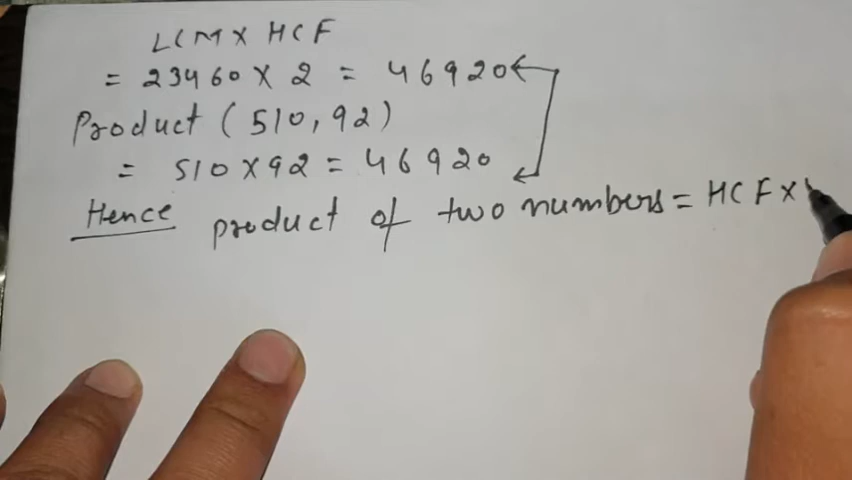 LCM X HCF
= 23460 X 2 = 46920
Product (510, 92)
= 510 X 92 = 46920
Hence product of two numbers = HCF X